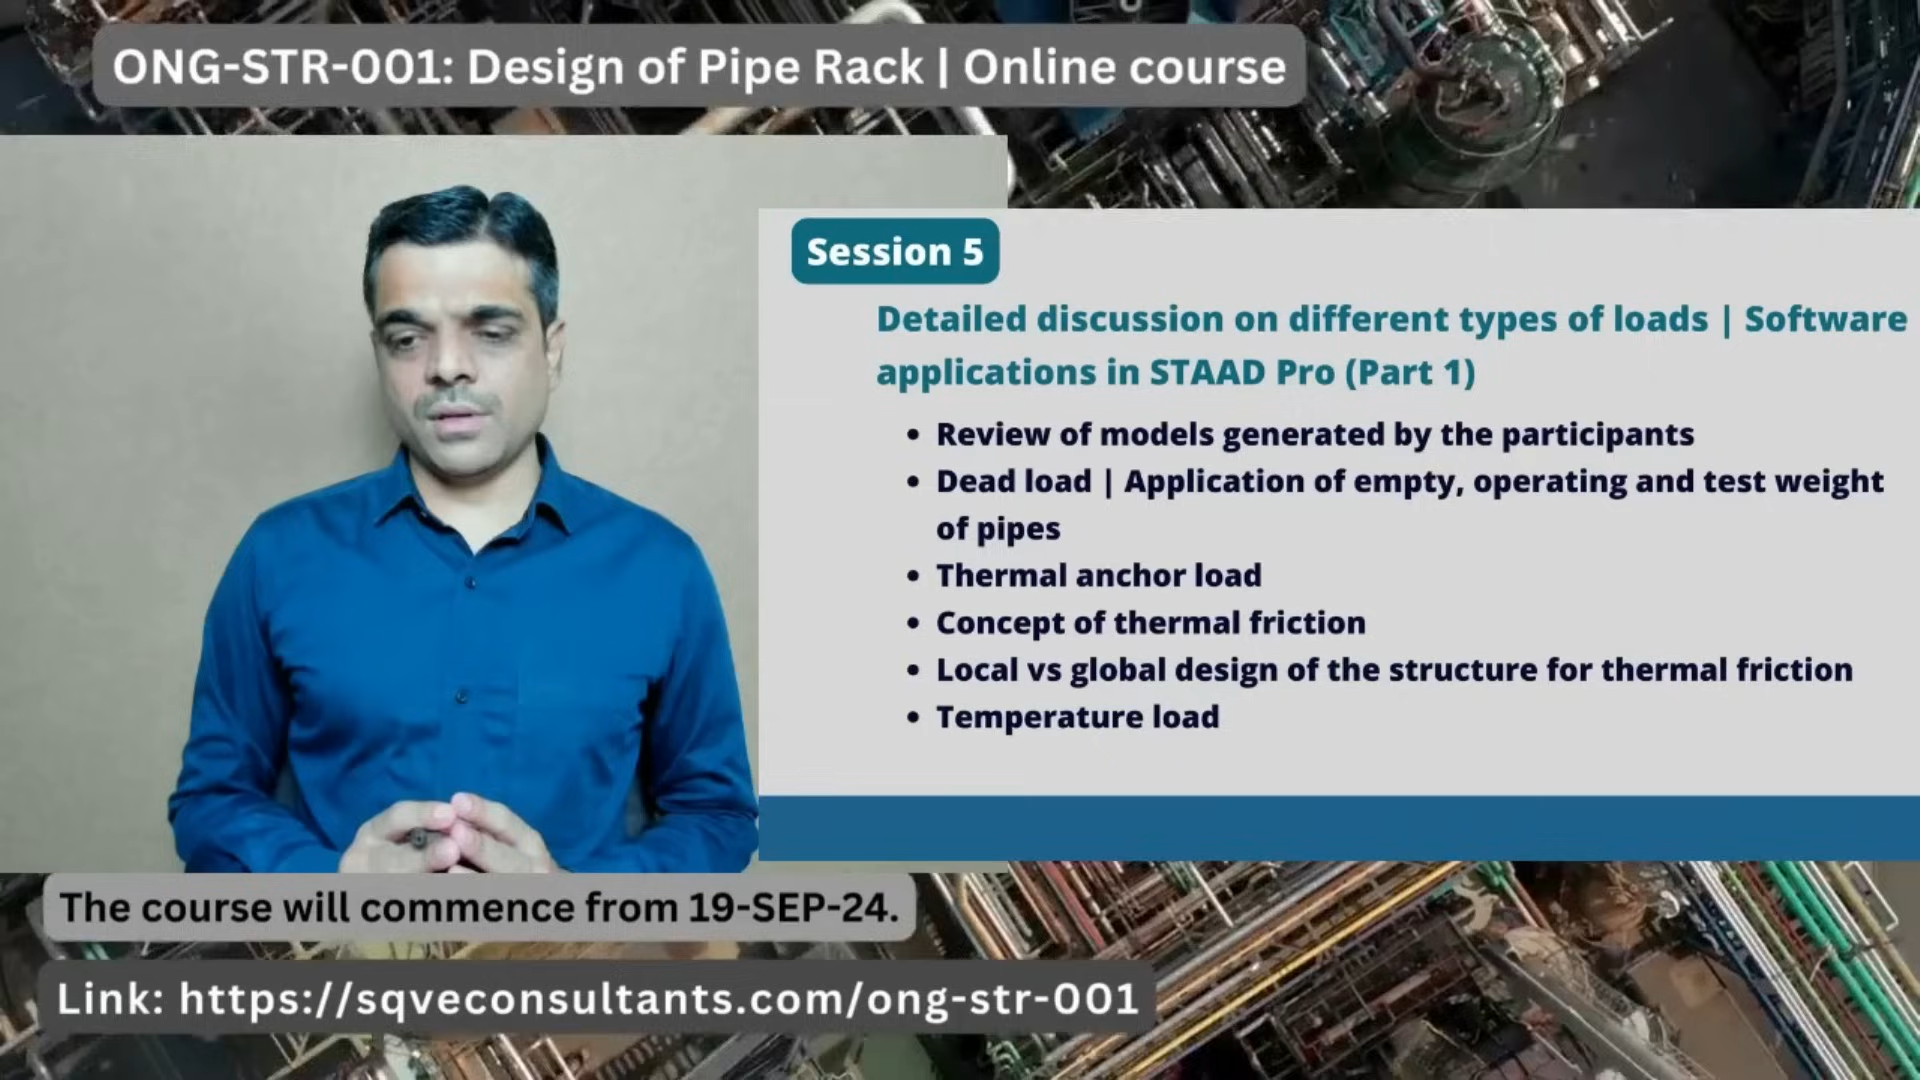 ONG-STR-001: Design of Pipe Rack | Online course
Session 5
Detailed discussion on different types of loads | Software
applications in STAAD Pro (Part 1)
• Review of models generated by the participants
• Dead load | Application of empty, operating and test weight
of pipes
• Thermal anchor load
• Concept of thermal friction
• Local vs global design of the structure for thermal friction
• Temperature load
The course will commence from 19-SEP-24.
Link: https://sqveconsultants.com/ong-str-001